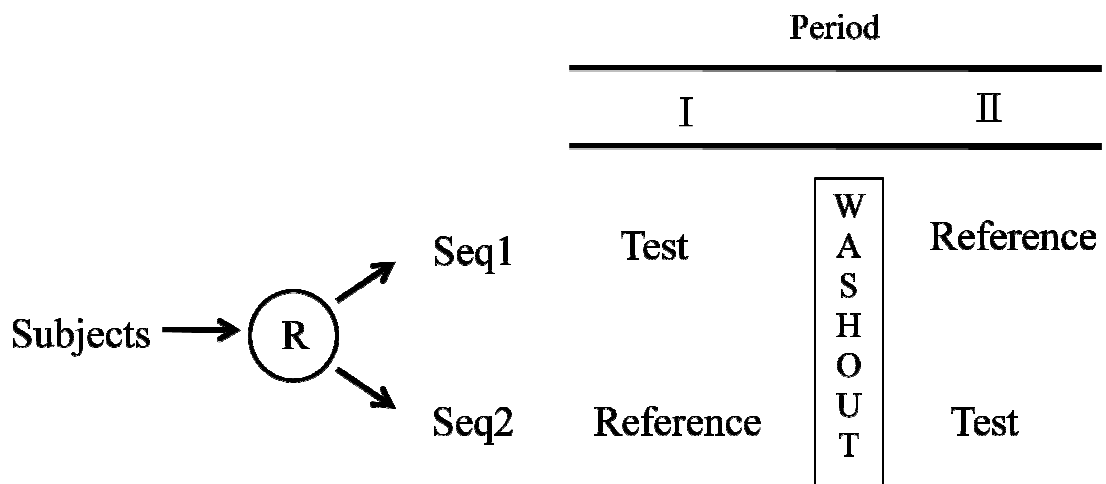 Period
I II
Seq1 Test Reference
Subjects R
Seq2 Reference Test
W
A
S
H
O
U
T